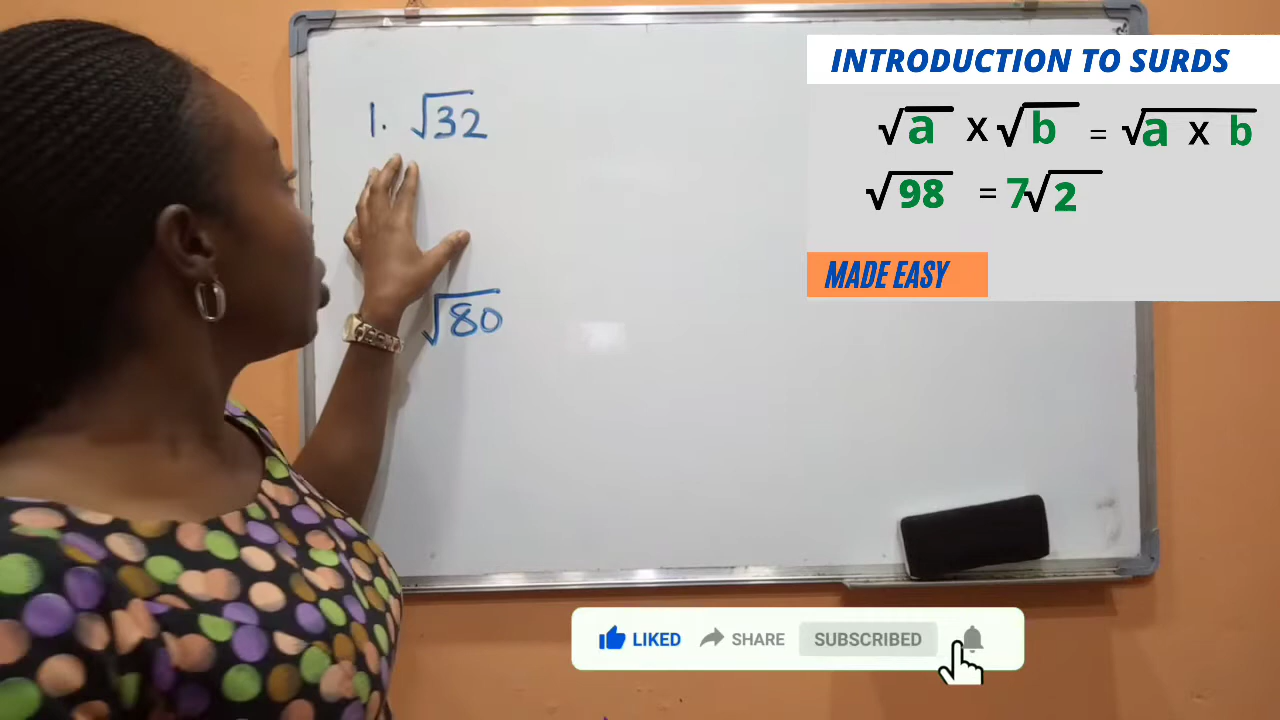 1. √32
√80
INTRODUCTION TO SURDS
√a x √b = √a x b
√98 = 7√2
MADE EASY
LIKED SHARE SUBSCRIBED